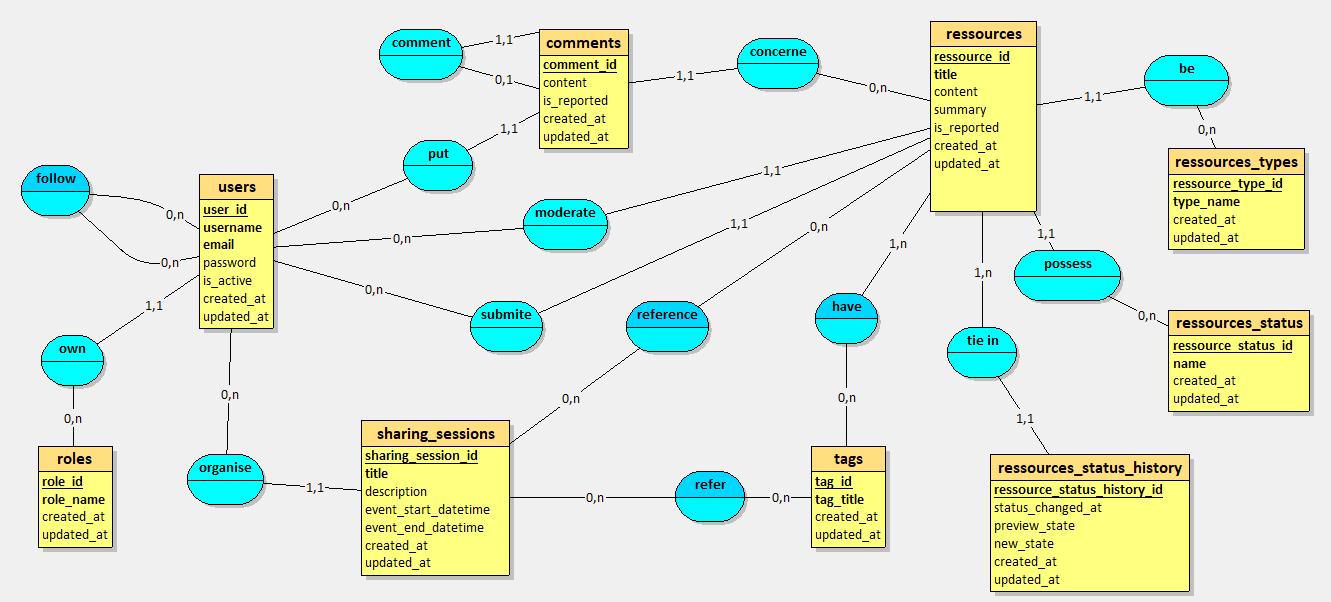 comment
1,1
0,1
comments
comment_id
content
is_reported
created_at
updated_at
1,1
concerne
0,n
ressources
ressource_id
title
content
summary
is_reported
created_at
updated_at
1,1
be
0,n
ressources_types
ressource_type_id
type_name
created_at
updated_at
follow
0,n
0,n
users
user_id
username
email
password
is_active
created_at
updated_at
0,n
put
1,1
0,n
moderate
1,1
0,n
submite
1,1
0,n
reference
0,n
1,n
have
0,n
1,n
tie in
1,1
1,1
possess
0,n
ressources_status
ressource_status_id
name
created_at
updated_at
1,1
own
0,n
roles
role_id
role_name
created_at
updated_at
0,n
organise
1,1
sharing_sessions
sharing_session_id
title
description
event_start_datetime
event_end_datetime
created_at
updated_at
0,n
refer
0,n
tags
tag_id
tag_title
created_at
updated_at
ressources_status_history
ressource_status_history_id
status_changed_at
preview_state
new_state
created_at
updated_at